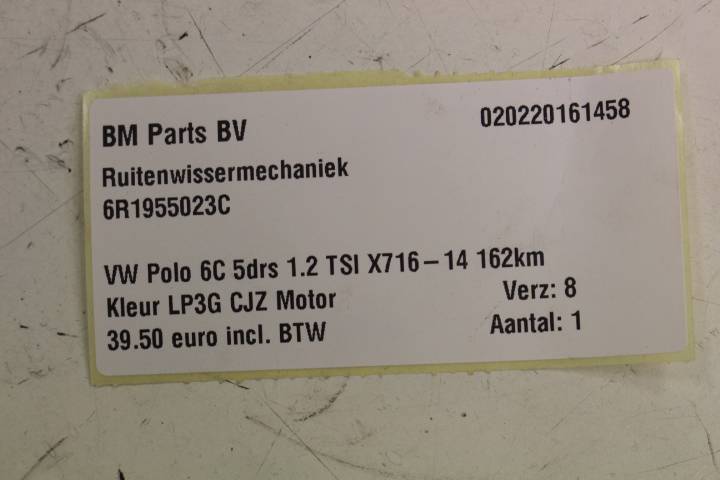 BM Parts BV
020220161458
Ruitenwissermechaniek
6R1955023C
VW Polo 6C 5drs 1.2 TSI X716-14 162km
Kleur LP3G CJZ Motor
Verz: 8
39.50 euro incl. BTW
Aantal: 1